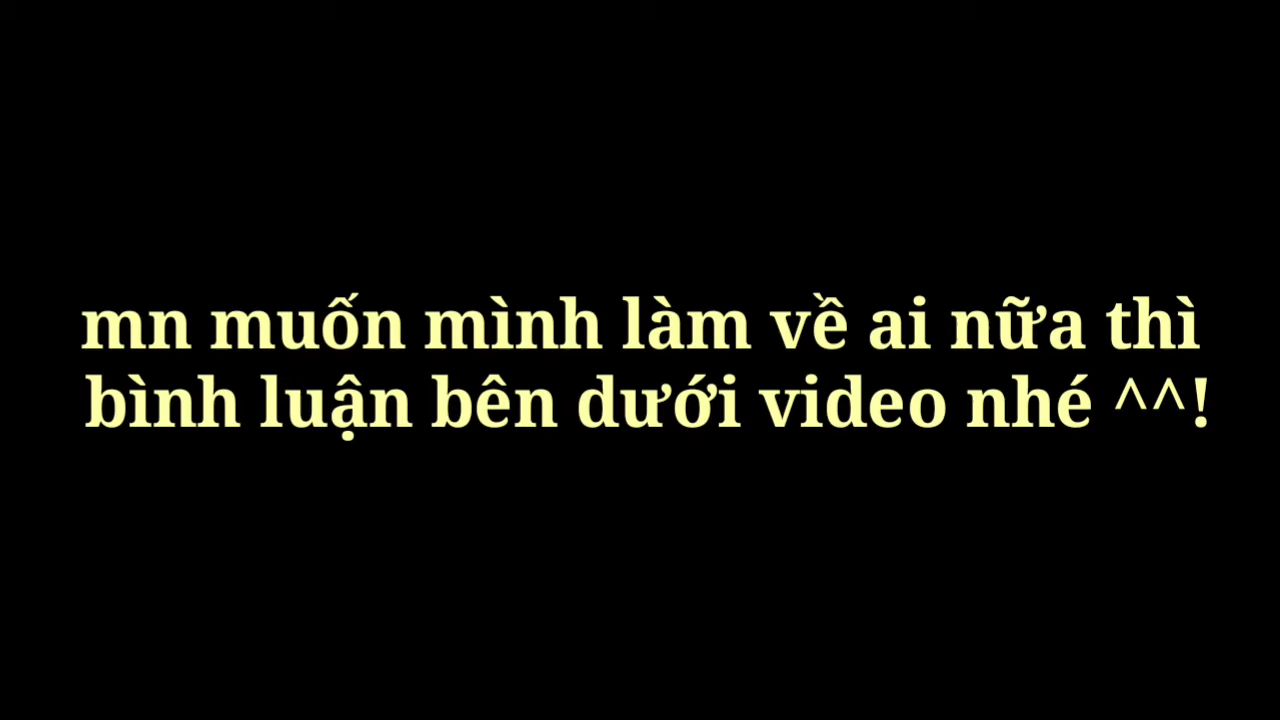 mn muốn mình làm về ai nữa thì
bình luận bên dưới video nhé ^^!